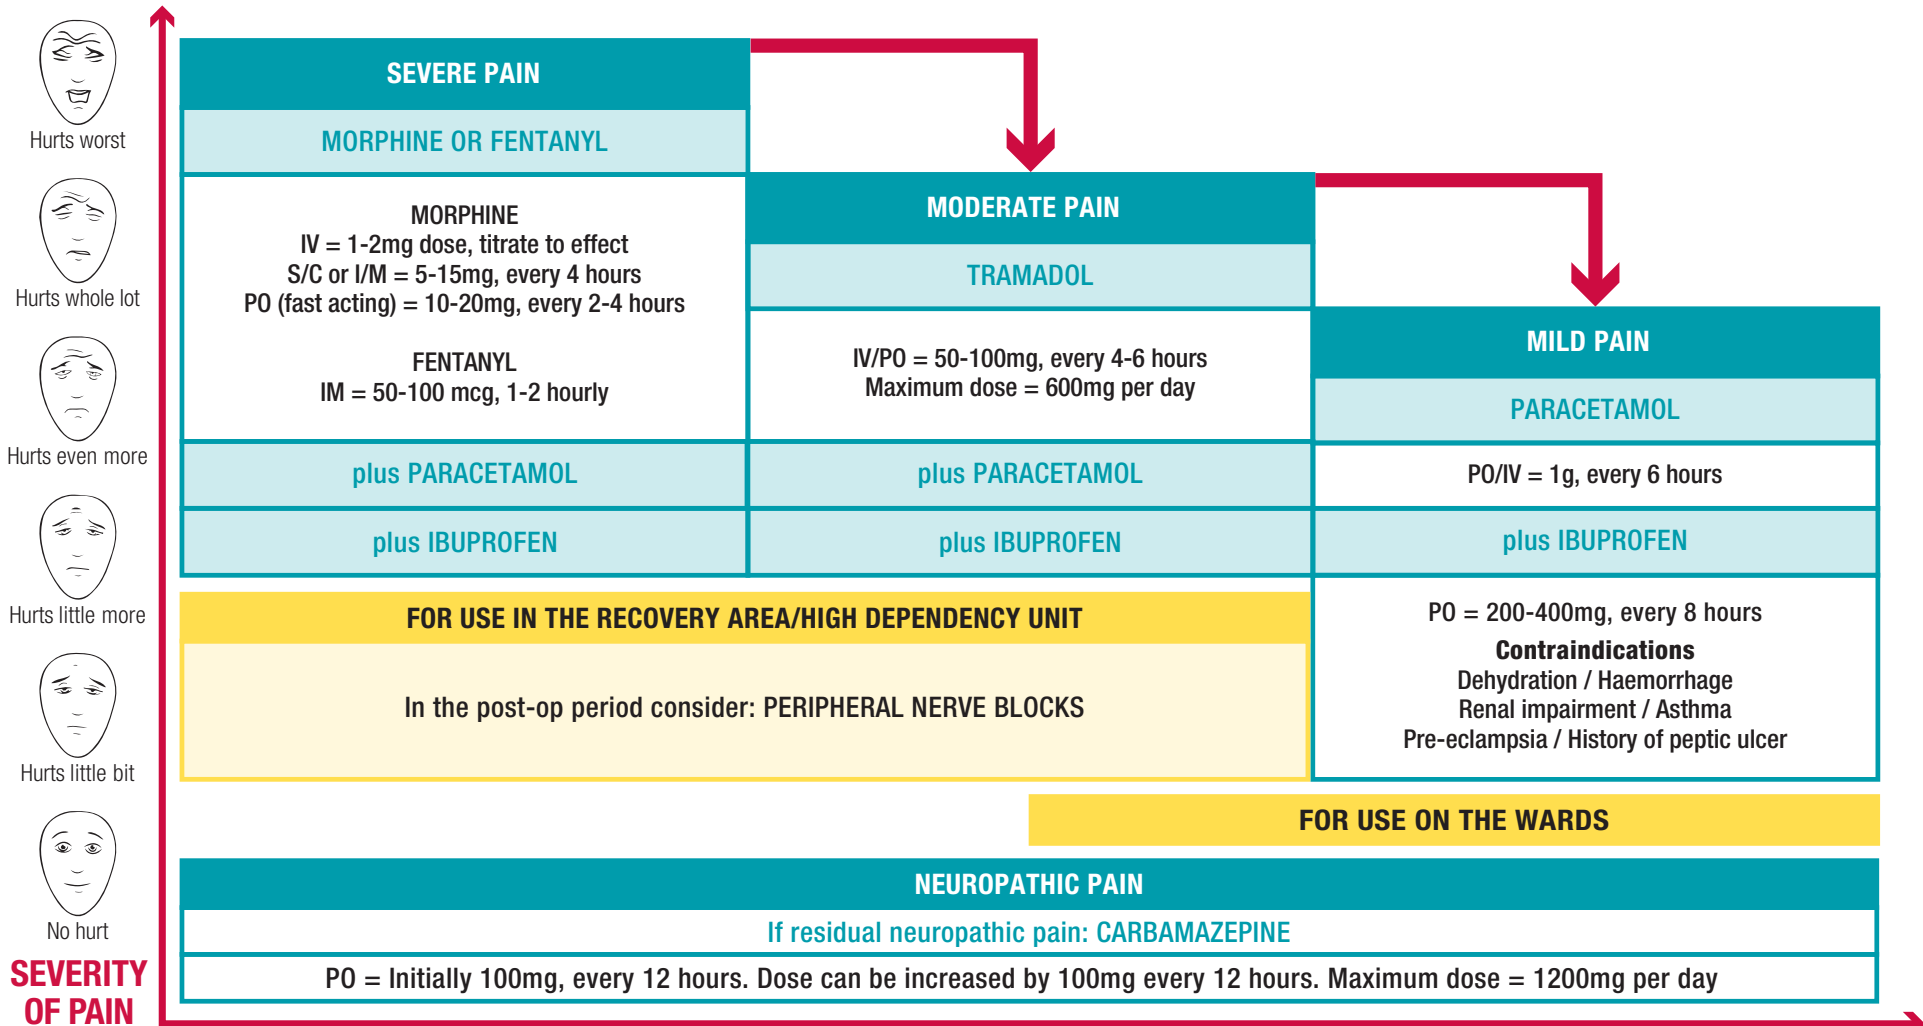 Hurts worst
Hurts whole lot
Hurts even more
Hurts little more
Hurts little bit
No hurt
SEVERITY
OF PAIN
SEVERE PAIN
MORPHINE OR FENTANYL
MORPHINE
IV = 1-2mg dose, titrate to effect
S/C or I/M = 5-15mg, every 4 hours
PO (fast acting) = 10-20mg, every 2-4 hours
FENTANYL
IM = 50-100 mcg, 1-2 hourly
plus PARACETAMOL
plus IBUPROFEN
MODERATE PAIN
TRAMADOL
IV/PO = 50-100mg, every 4-6 hours
Maximum dose = 600mg per day
plus PARACETAMOL
plus IBUPROFEN
MILD PAIN
PARACETAMOL
PO/IV = 1g, every 6 hours
plus IBUPROFEN
PO = 200-400mg, every 8 hours
Contraindications
Dehydration / Haemorrhage
Renal impairment / Asthma
Pre-eclampsia / History of peptic ulcer
FOR USE IN THE RECOVERY AREA/HIGH DEPENDENCY UNIT
In the post-op period consider: PERIPHERAL NERVE BLOCKS
FOR USE ON THE WARDS
NEUROPATHIC PAIN
If residual neuropathic pain: CARBAMAZEPINE
PO = Initially 100mg, every 12 hours. Dose can be increased by 100mg every 12 hours. Maximum dose = 1200mg per day